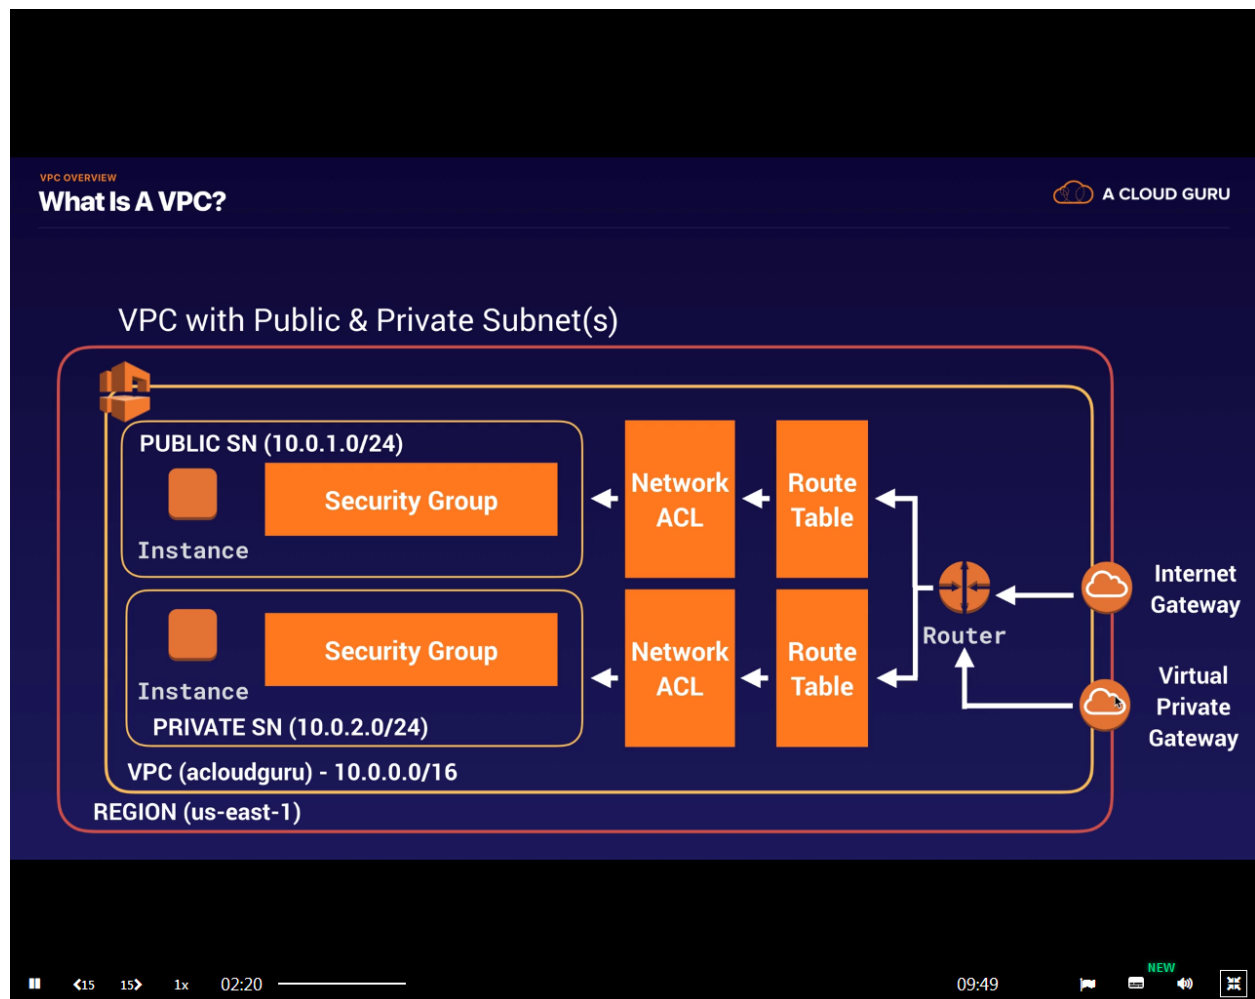 VPC OVERVIEW
What Is A VPC?
A CLOUD GURU
VPC with Public & Private Subnet(s)
PUBLIC SN (10.0.1.0/24)
Security Group
Instance
Network
ACL
Route
Table
Security Group
Instance
PRIVATE SN (10.0.2.0/24)
Network
ACL
Route
Table
Router
Internet
Gateway
Virtual
Private
Gateway
VPC (acloudguru) - 10.0.0.0/16
REGION (us-east-1)
15
15
1x
02:20
09:49
NEW